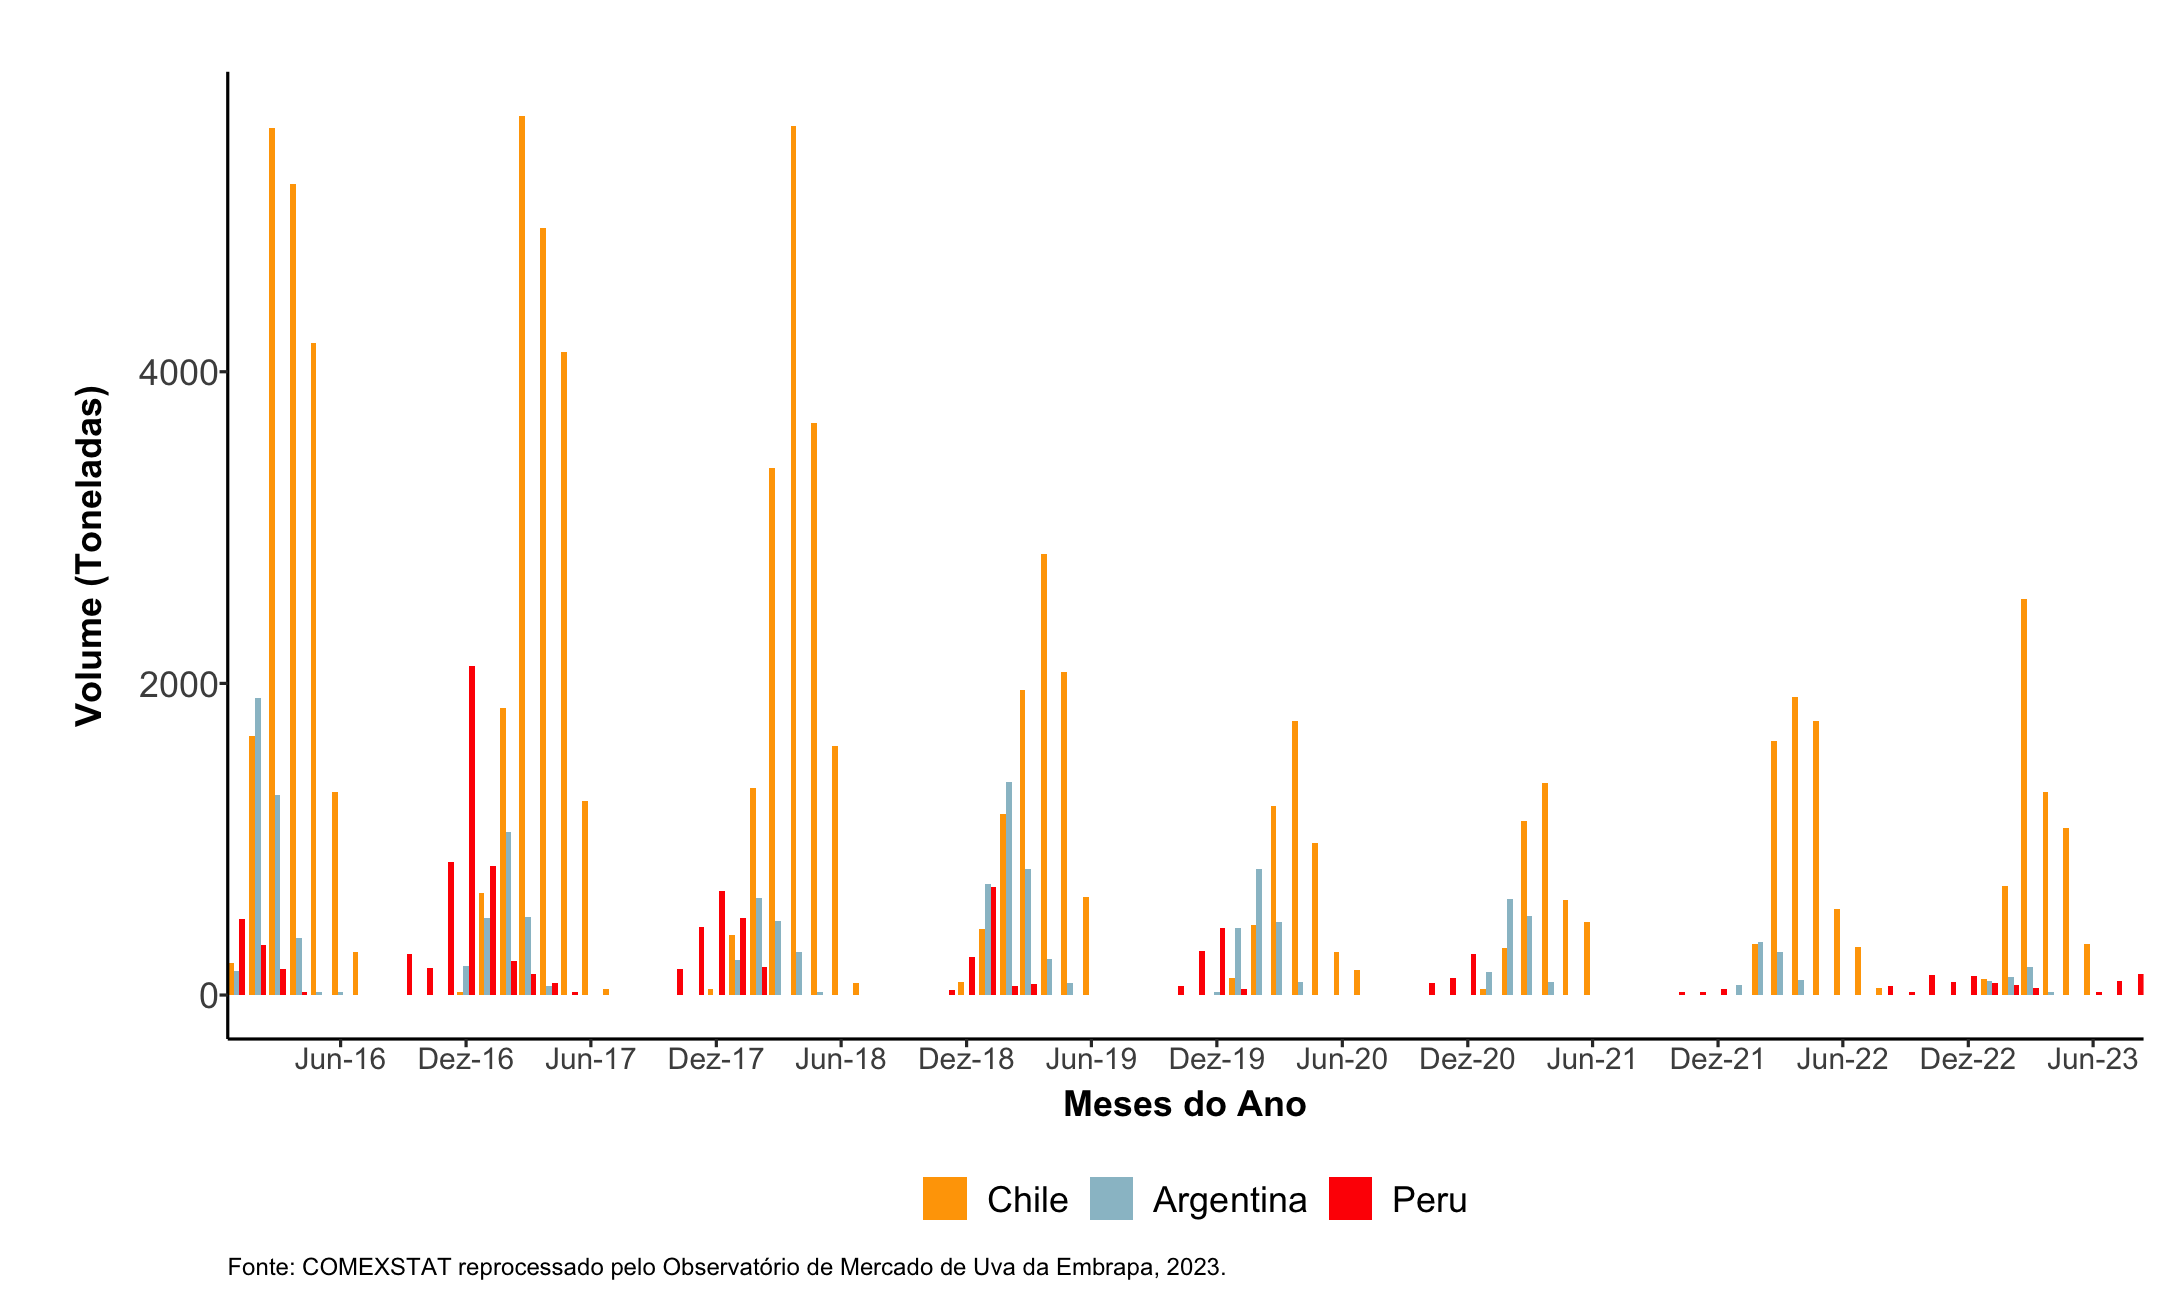 Volume (Toneladas)
4000
2000
0
Jun-16 Dez-16 Jun-17 Dez-17 Jun-18 Dez-18 Jun-19 Dez-19 Jun-20 Dez-20 Jun-21 Dez-21 Jun-22 Dez-22 Jun-23
Meses do Ano
Chile Argentina Peru
Fonte: COMEXSTAT reprocessado pelo Observatório de Mercado de Uva da Embrapa, 2023.